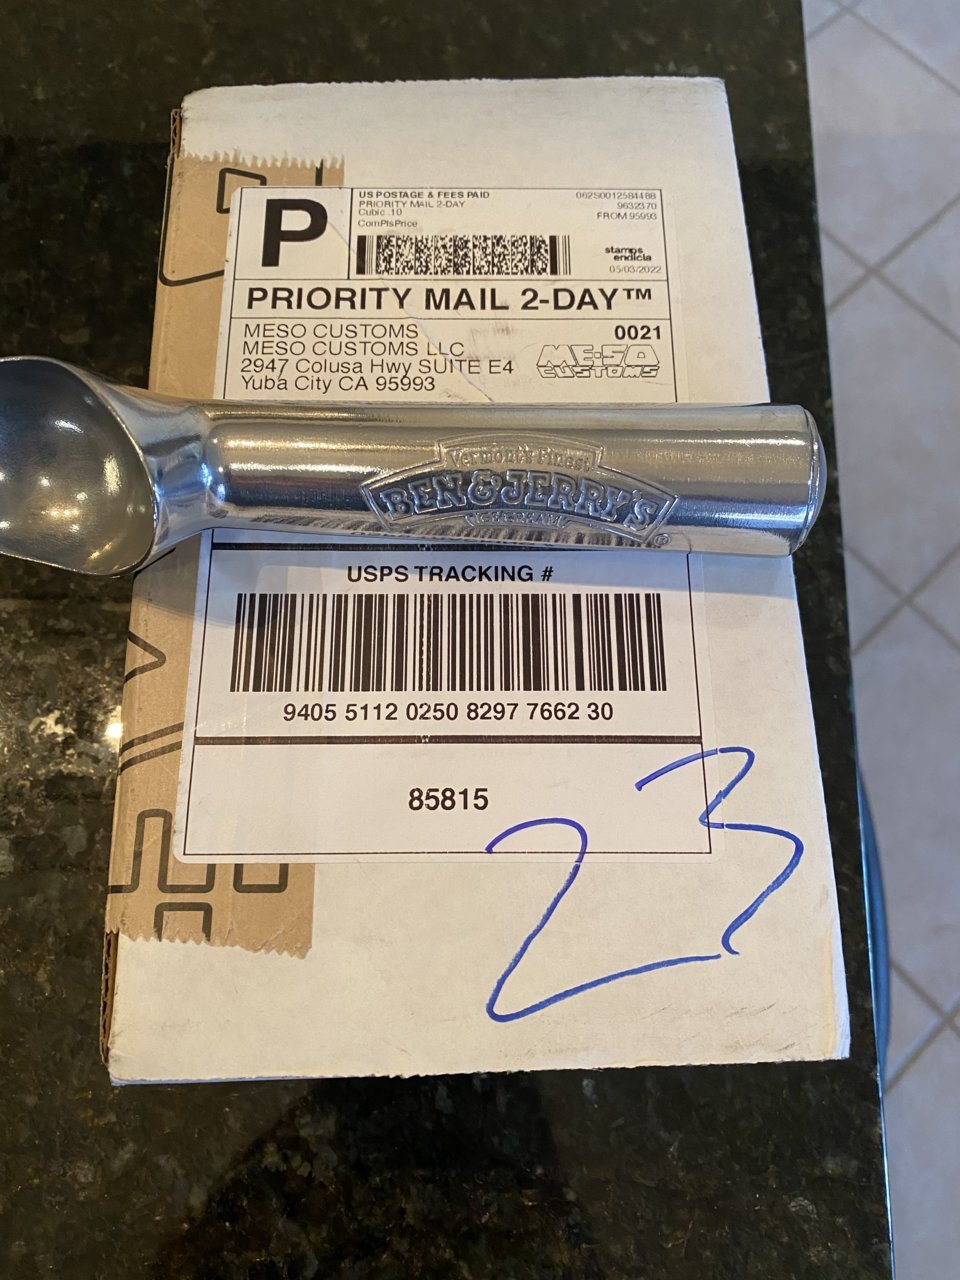 P
US POSTAGE & FEES PAID
PRIORITY MAIL 2-DAY
Cubic .10
ComPlsPrice
062S0012584488
9632370
FROM 95993
stamps
endicia
05/03/2022
PRIORITY MAIL 2-DAY™
MESO CUSTOMS
MESO CUSTOMS LLC
2947 Colusa Hwy SUITE E4
Yuba City CA 95993
0021
ME-SO
CUSTOMS
Vermont's Finest
BEN & JERRY'S
ICE CREAM
®
USPS TRACKING #
9405 5112 0250 8297 7662 30
85815
23